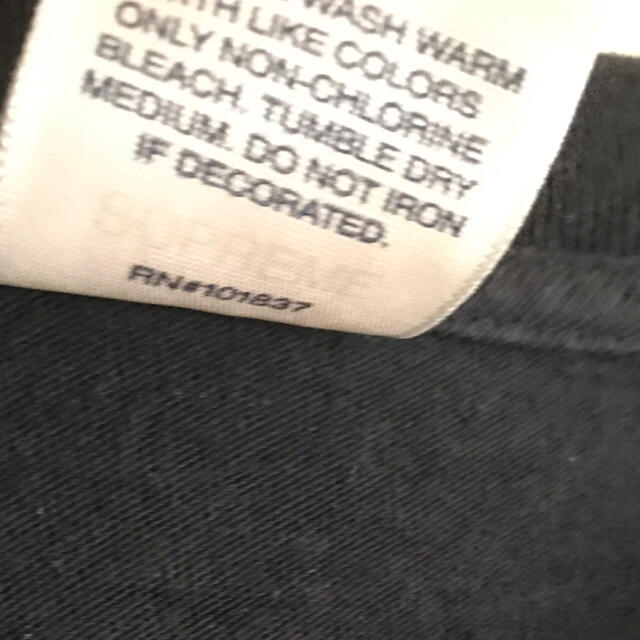 WASH WARM
WITH LIKE COLORS
ONLY NON-CHLORINE
BLEACH. TUMBLE DRY
MEDIUM. DO NOT IRON
IF DECORATED.
SUPREME
RN#101837